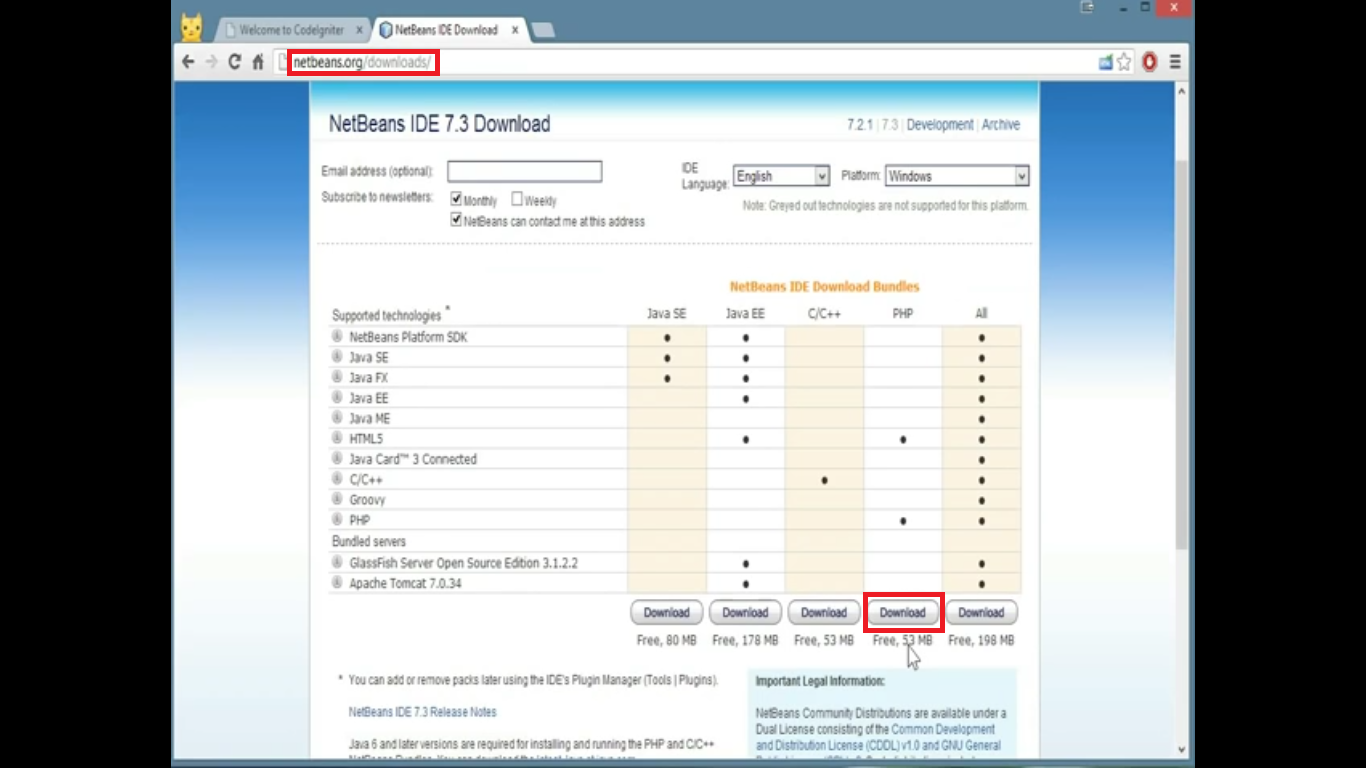 Welcome to CodeIgniter
NetBeans IDE Download
netbeans.org/downloads/
NetBeans IDE 7.3 Download
7.2.1 | 7.3 | Development | Archive
Email address (optional):
IDE Language: English
Platform: Windows
Subscribe to newsletters:
Monthly Weekly
Note: Greyed out technologies are not supported for this platform.
NetBeans can contact me at this address
NetBeans IDE Download Bundles
Supported technologies * Java SE Java EE C/C++ PHP All
NetBeans Platform SDK
Java SE
Java FX
Java EE
Java ME
HTML5
Java Card™ 3 Connected
C/C++
Groovy
PHP
Bundled servers
GlassFish Server Open Source Edition 3.1.2.2
Apache Tomcat 7.0.34
Download Download Download Download Download
Free, 80 MB Free, 178 MB Free, 53 MB Free, 53 MB Free, 198 MB
* You can add or remove packs later using the IDE's Plugin Manager (Tools | Plugins).
NetBeans IDE 7.3 Release Notes
Java 6 and later versions are required for installing and running the PHP and C/C++
Important Legal Information:
NetBeans Community Distributions are available under a
Dual License consisting of the Common Development
and Distribution License (CDDL) v1.0 and GNU General